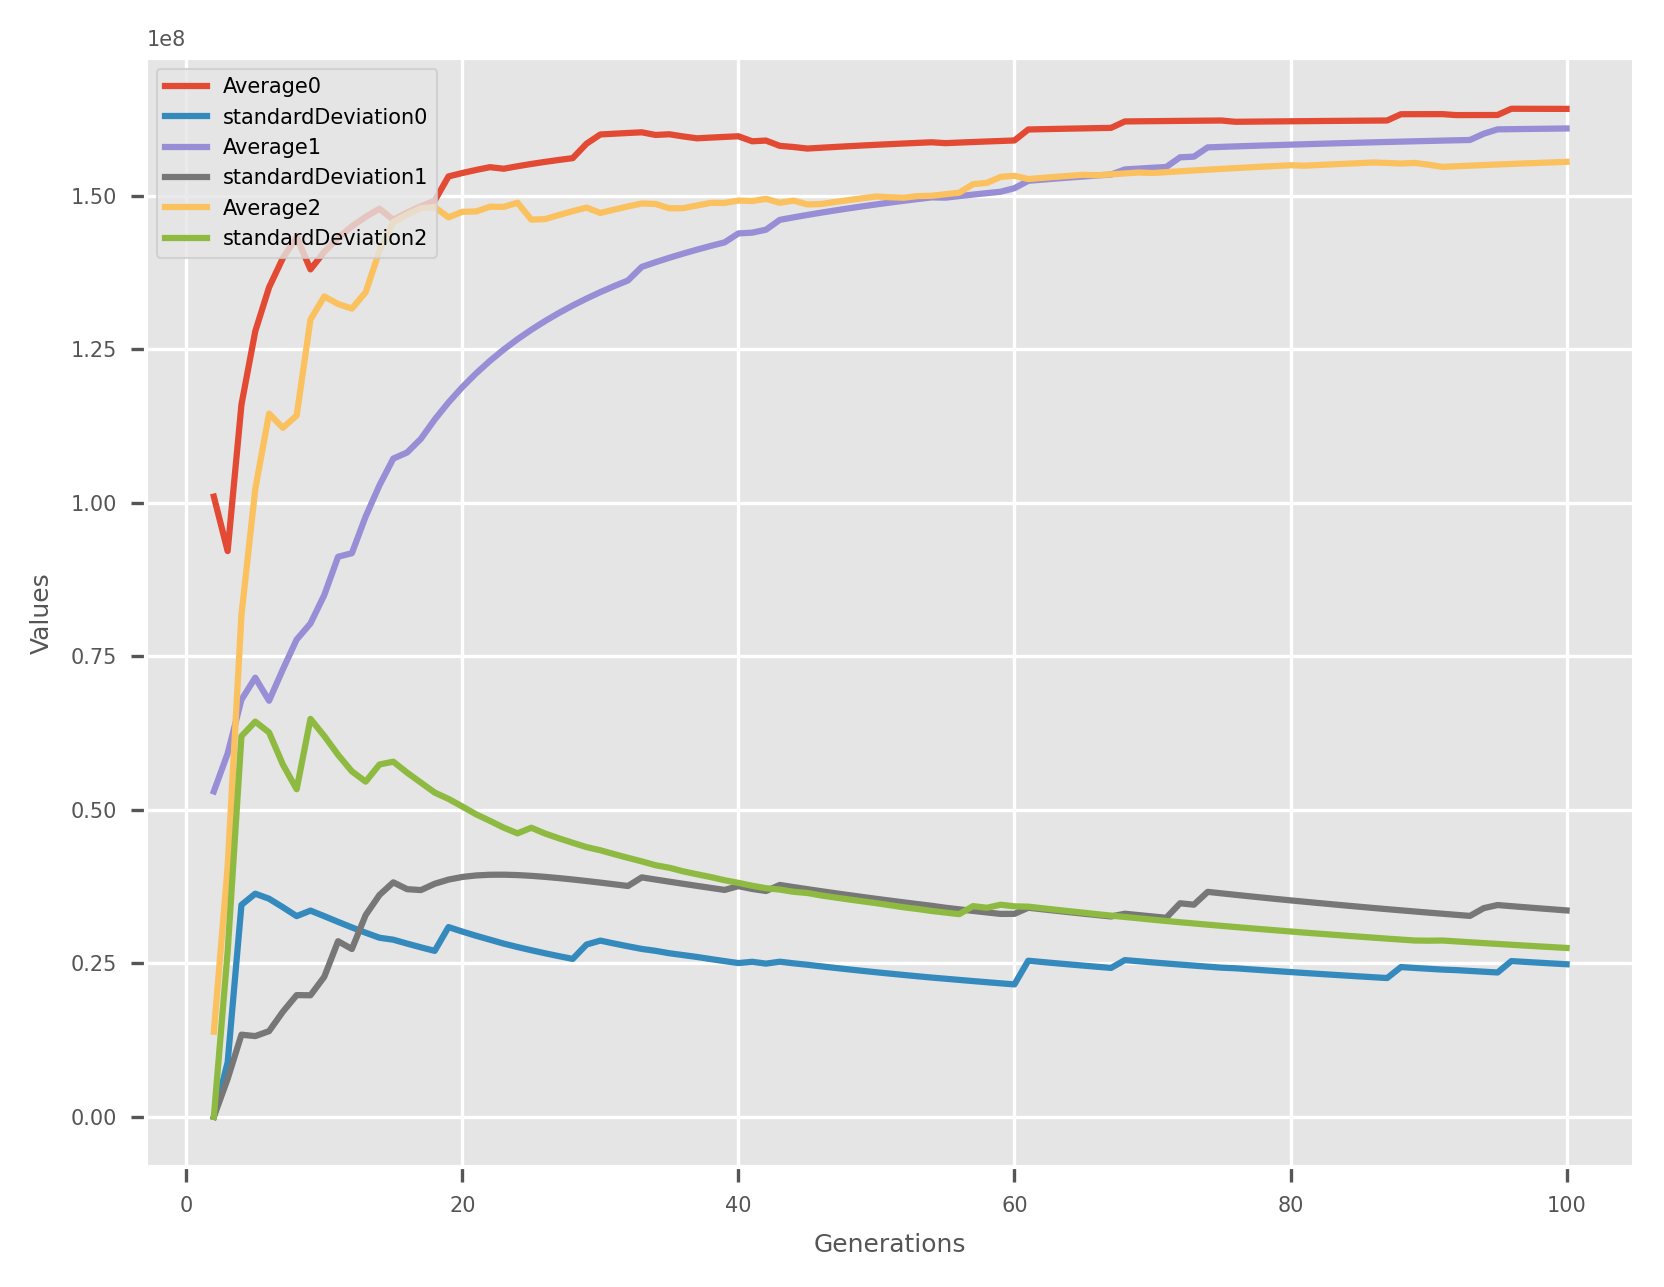 1e8
Average0
standardDeviation0
Average1
standardDeviation1
Average2
standardDeviation2
1.50
1.25
1.00
0.75
0.50
0.25
0.00
Values
0 20 40 60 80 100
Generations